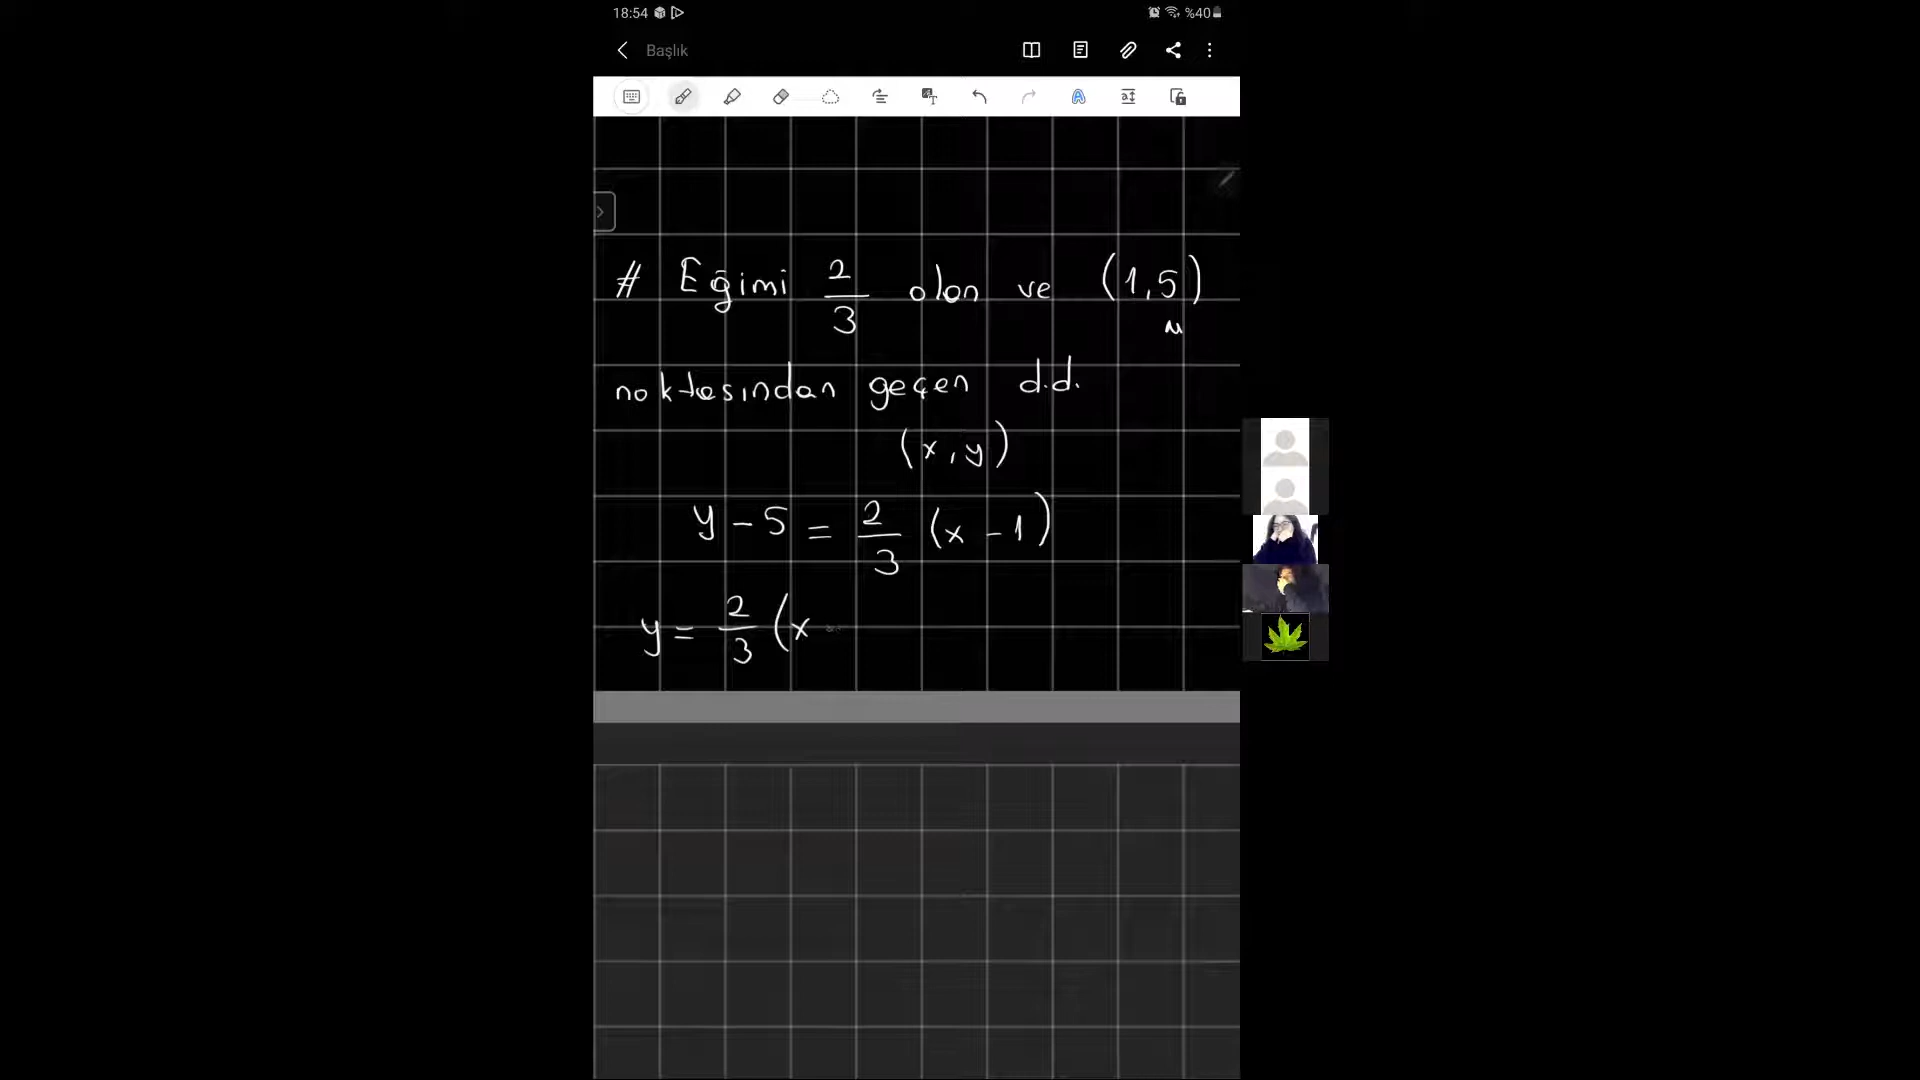 18:54 %40
Başlık
# Eğimi 2/3 olan ve (1,5)
noktasından geçen d.d.
(x,y)
y-5 = 2/3 (x-1)
y = 2/3 (x